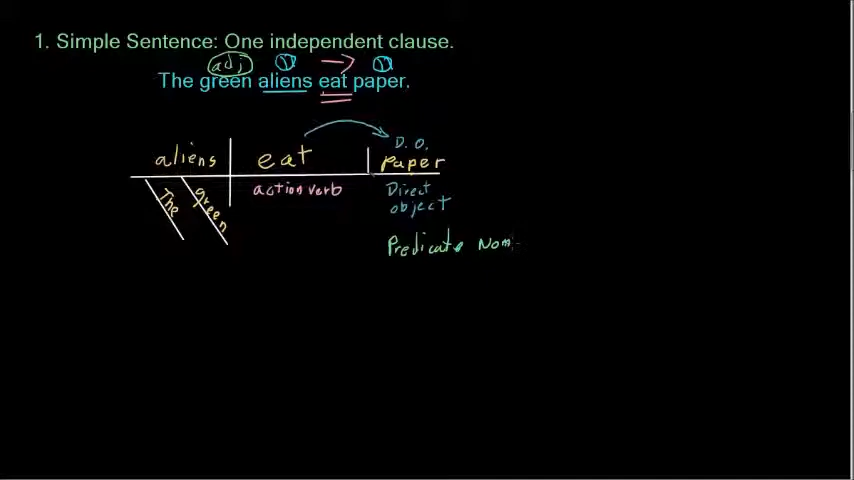 1. Simple Sentence: One independent clause.
adj N N
The green aliens eat paper.
D. O.
aliens eat paper
The green action verb Direct
object
Predicate Nom